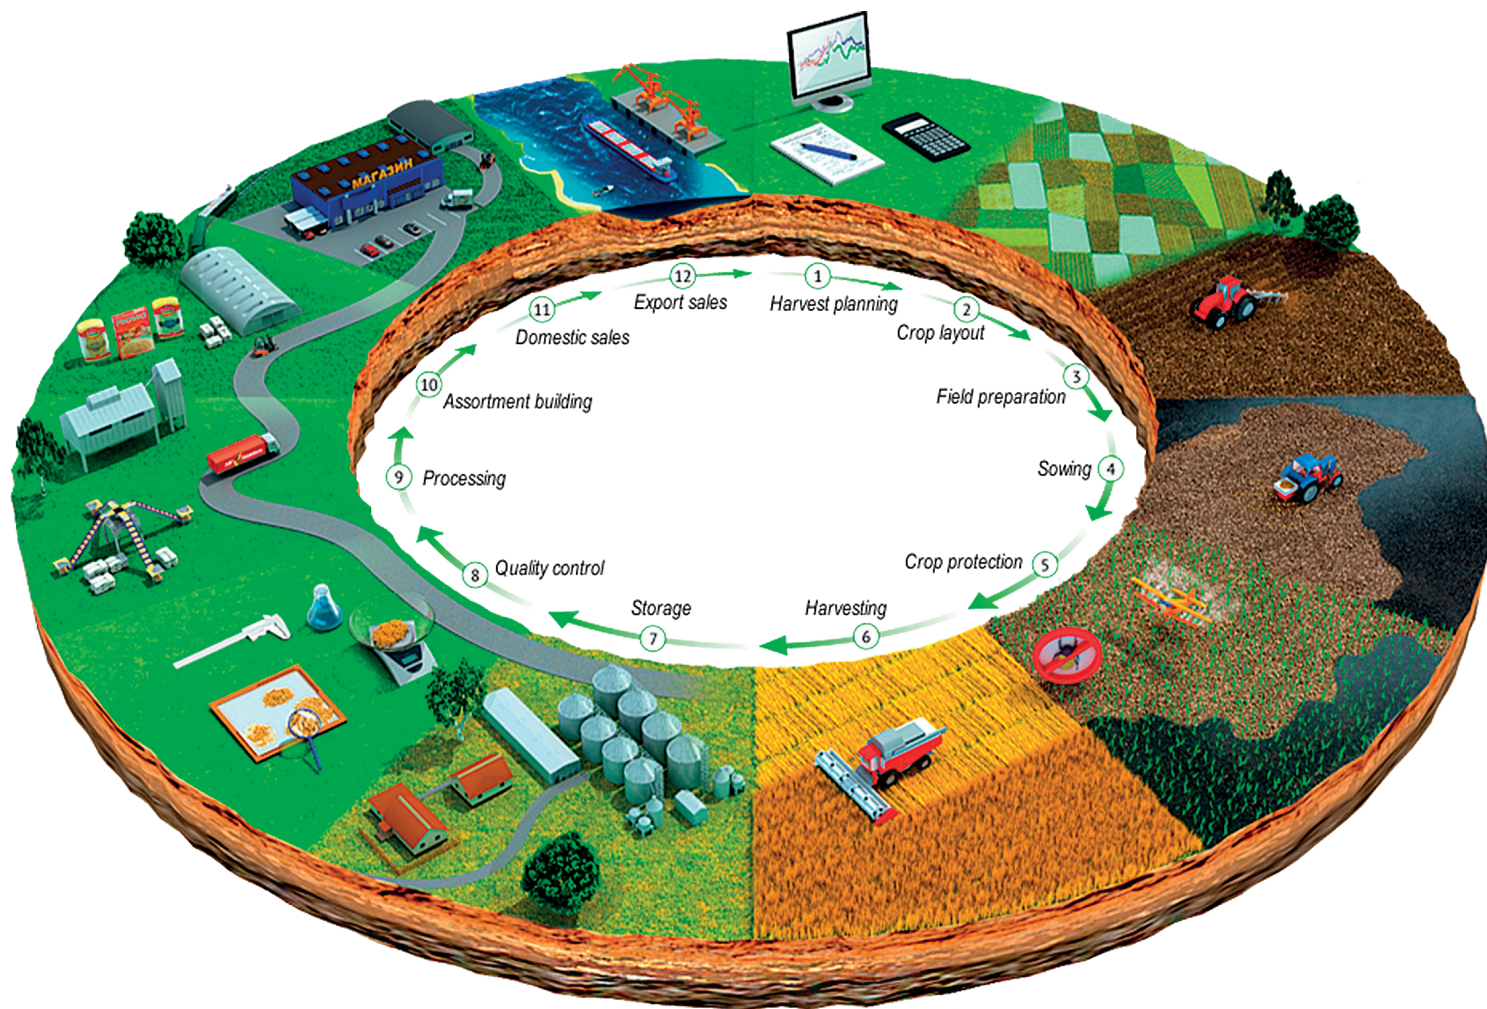 1
Harvest planning
2
Crop layout
3
Field preparation
4
Sowing
5
Crop protection
6
Harvesting
7
Storage
8
Quality control
9
Processing
10
Assortment building
11
Domestic sales
12
Export sales
МАГАЗИН